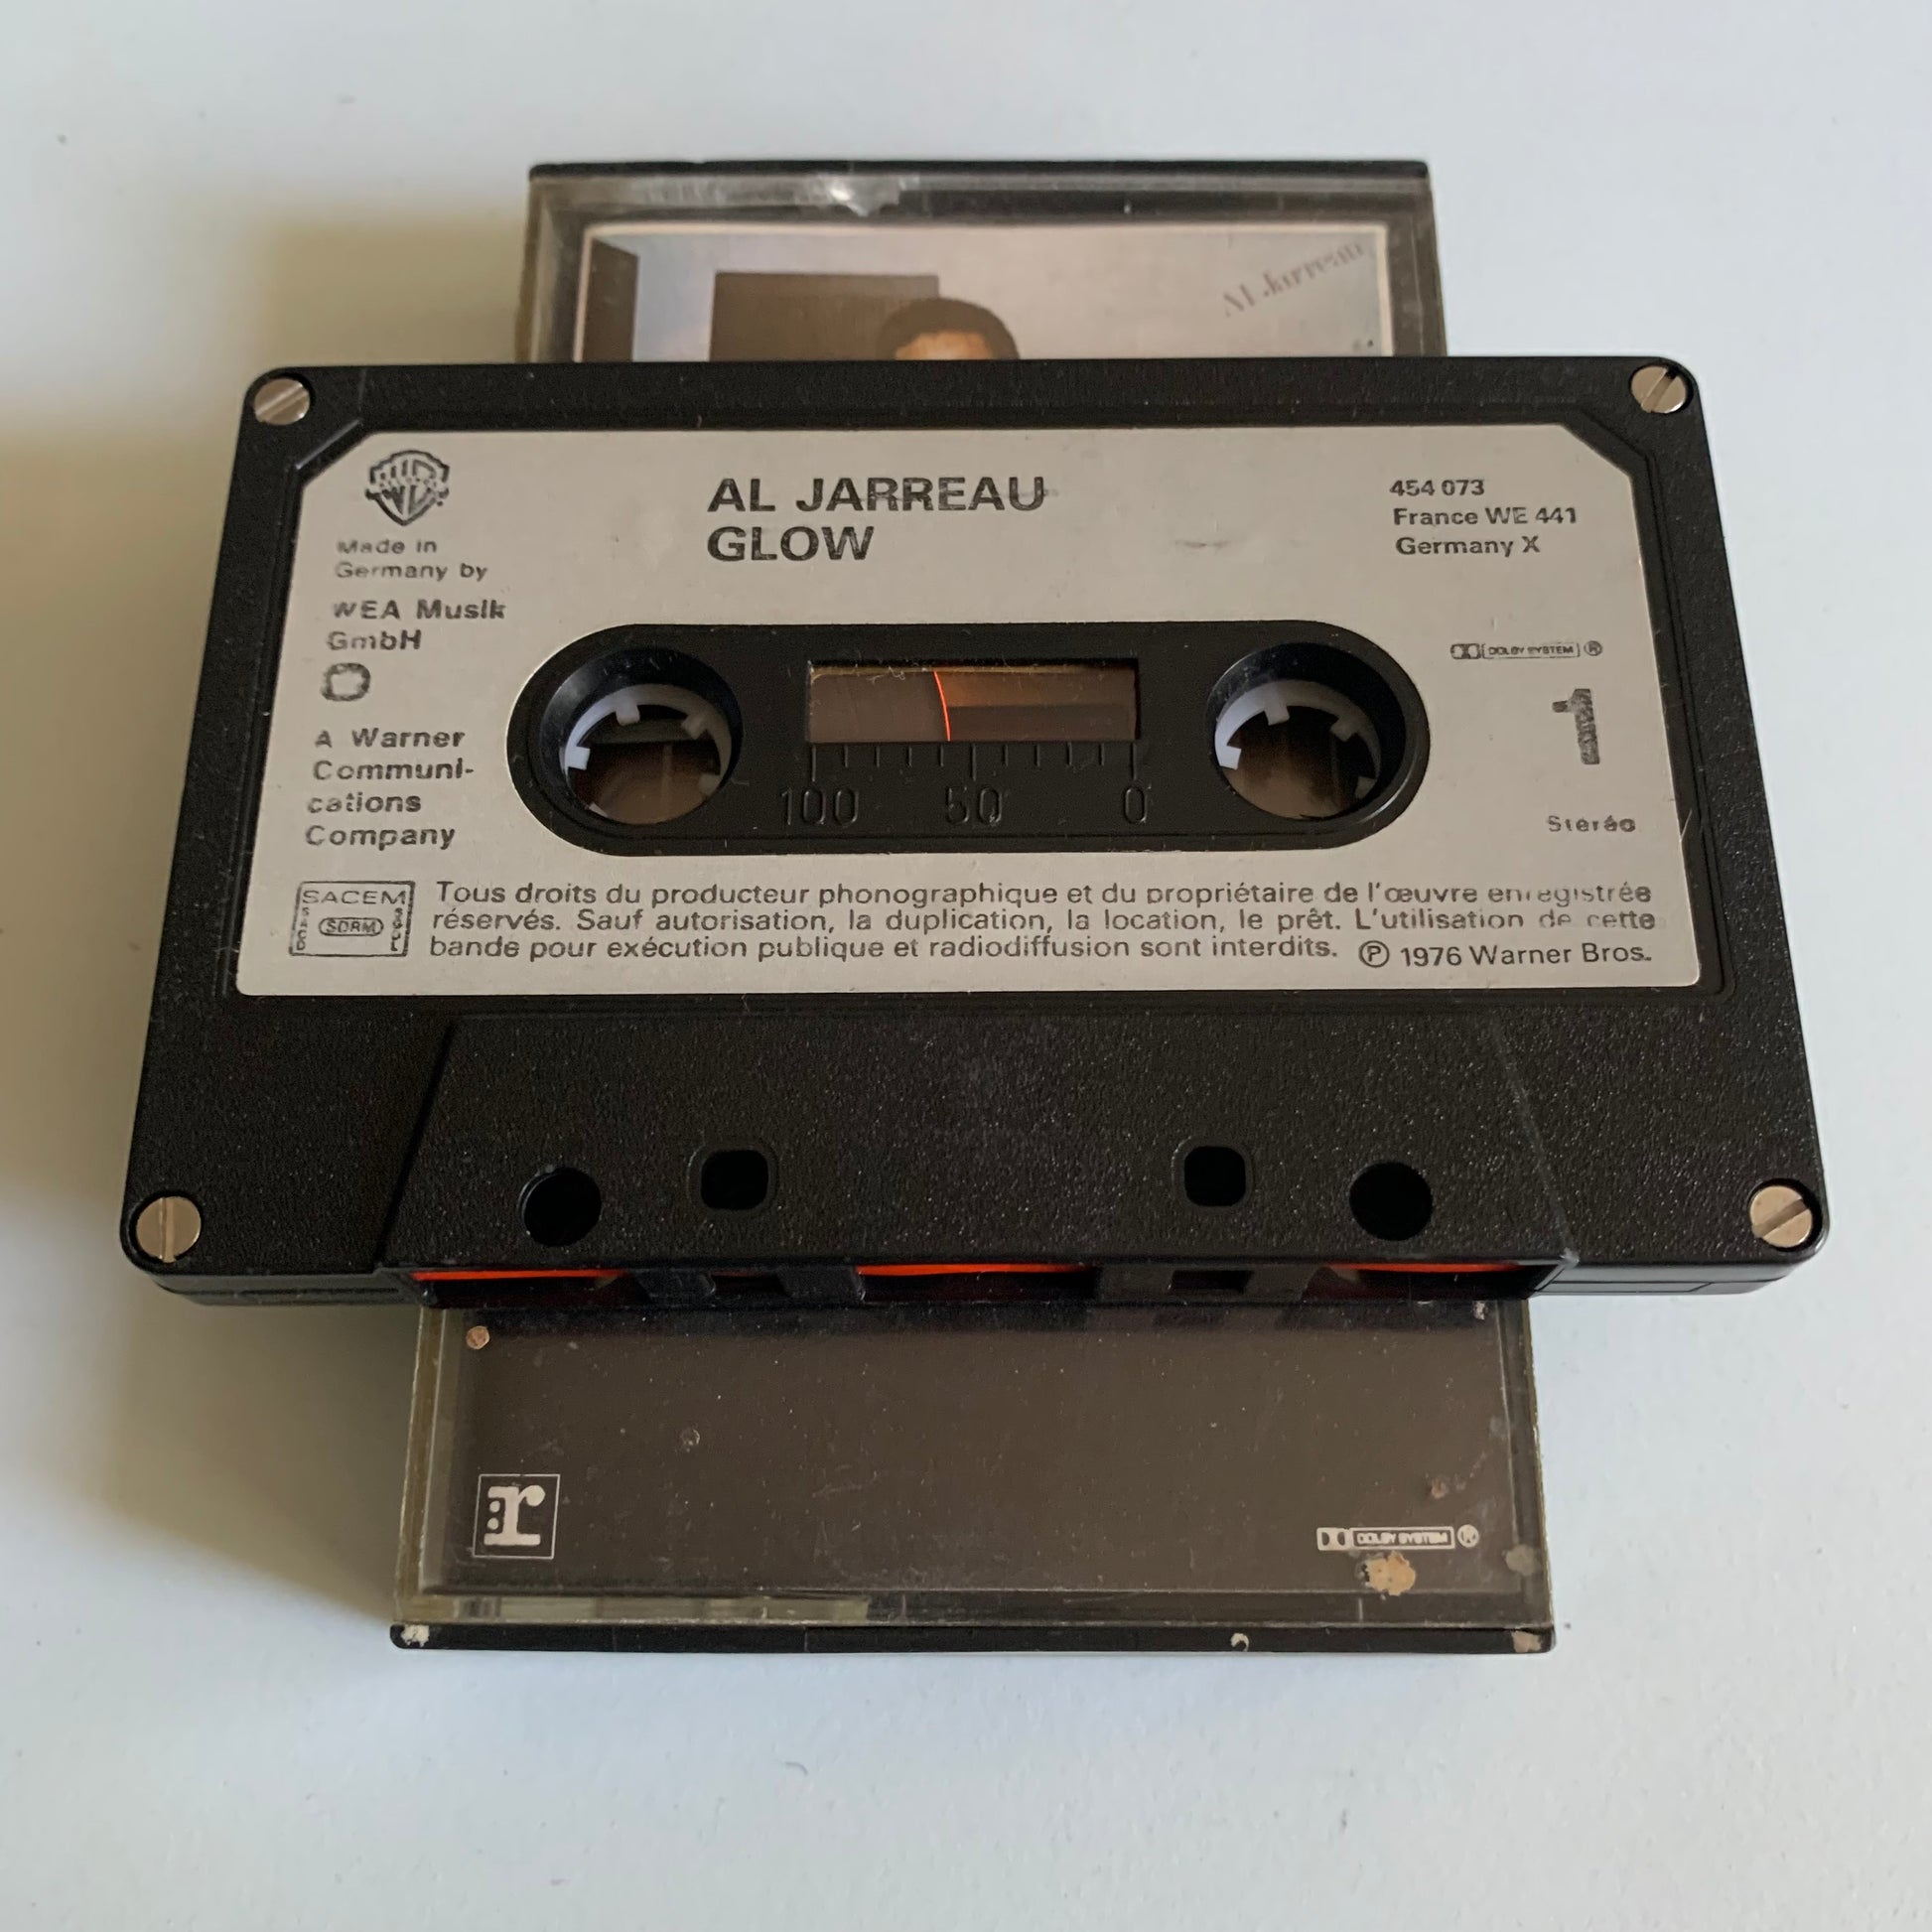 Al Jarreau
AL JARREAU
GLOW
454 073
France WE 441
Germany X
Made in
Germany by
WEA Musik
GmbH
A Warner
Communi-
cations
Company
DOLBY SYSTEM ®
1
Stéréo
100 50 0
SACEM
SACD SDRM SGDL
Tous droits du producteur phonographique et du propriétaire de l'œuvre enregistrée
réservés. Sauf autorisation, la duplication, la location, le prêt. L'utilisation de cette
bande pour exécution publique et radiodiffusion sont interdits. ℗ 1976 Warner Bros.
r
DOLBY SYSTEM ®